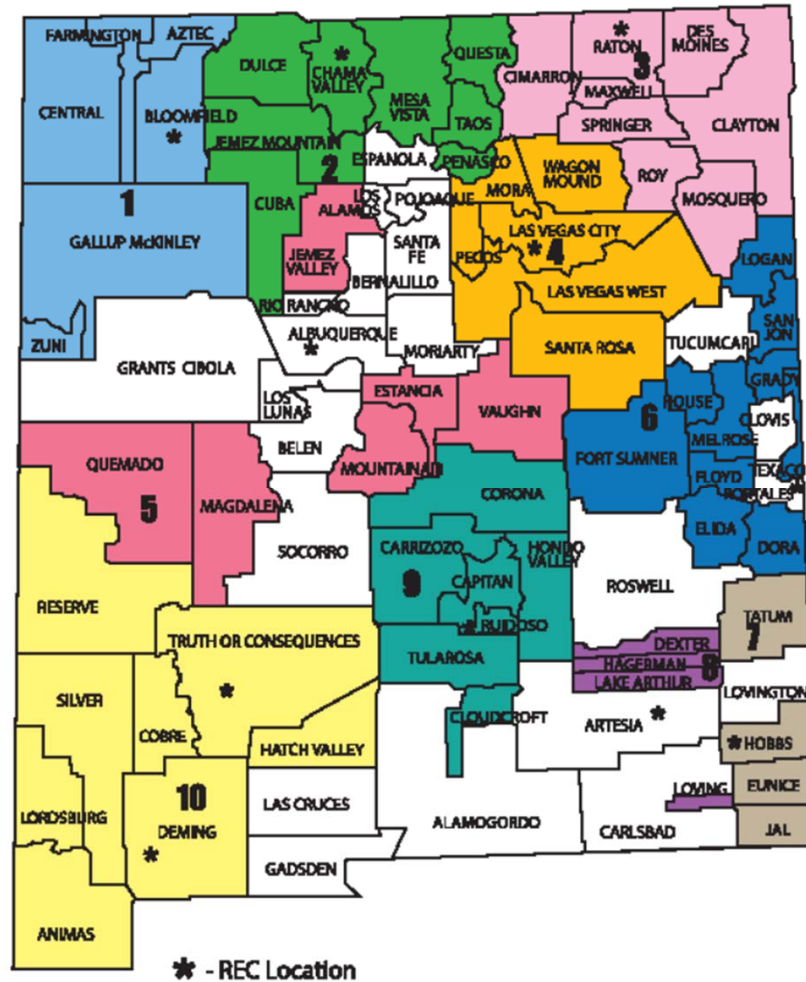 FARMINGTON
AZTEC
CENTRAL
BLOOMFIELD
*
1
GALLUP McKINLEY
ZUNI
DULCE
*
CHAMA
VALLEY
MESA
VISTA
QUESTA
TAOS
PENASCO
JEMEZ MOUNTAIN
2
CUBA
CIMARRON
*
RATON
3
DES
MOINES
MAXWELL
SPRINGER
CLAYTON
ROY
MOSQUERO
ESPANOLA
LOS
ALAMOS
POJOAQUE
JEMEZ
VALLEY
SANTA
FE
BERNALILLO
RIO RANCHO
ALBUQUERQUE
*
MORIARTY
MORA
WAGON
MOUND
LAS VEGAS CITY
* 4
PECOS
LAS VEGAS WEST
SANTA ROSA
LOGAN
SAN
JON
TUCUMCARI
GRADY
HOUSE
6
CLOVIS
MELROSE
FORT SUMNER
FLOYD
TEXACO
PORTALES
ELIDA
DORA
GRANTS CIBOLA
LOS
LUNAS
BELEN
ESTANCIA
VAUGHN
MOUNTAINAIR
QUEMADO
5
MAGDALENA
SOCORRO
CORONA
CARRIZOZO
9
CAPITAN
HONDO
VALLEY
* RUIDOSO
TULAROSA
CLOUDCROFT
ROSWELL
TATUM
7
DEXTER
HAGERMAN
8
LAKE ARTHUR
LOVINGTON
ARTESIA *
* HOBBS
LOVING
EUNICE
CARLSBAD
JAL
RESERVE
TRUTH OR CONSEQUENCES
*
SILVER
COBRE
HATCH VALLEY
LORDSBURG
10
DEMING
*
ANIMAS
LAS CRUCES
GADSDEN
ALAMOGORDO
* - REC Location